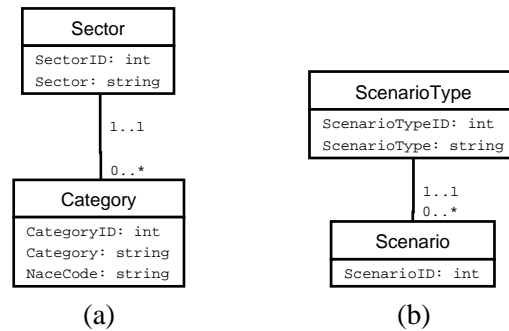 Sector
SectorID: int
Sector: string
1..1
0..*
Category
CategoryID: int
Category: string
NaceCode: string
(a)
ScenarioType
ScenarioTypeID: int
ScenarioType: string
1..1
0..*
Scenario
ScenarioID: int
(b)